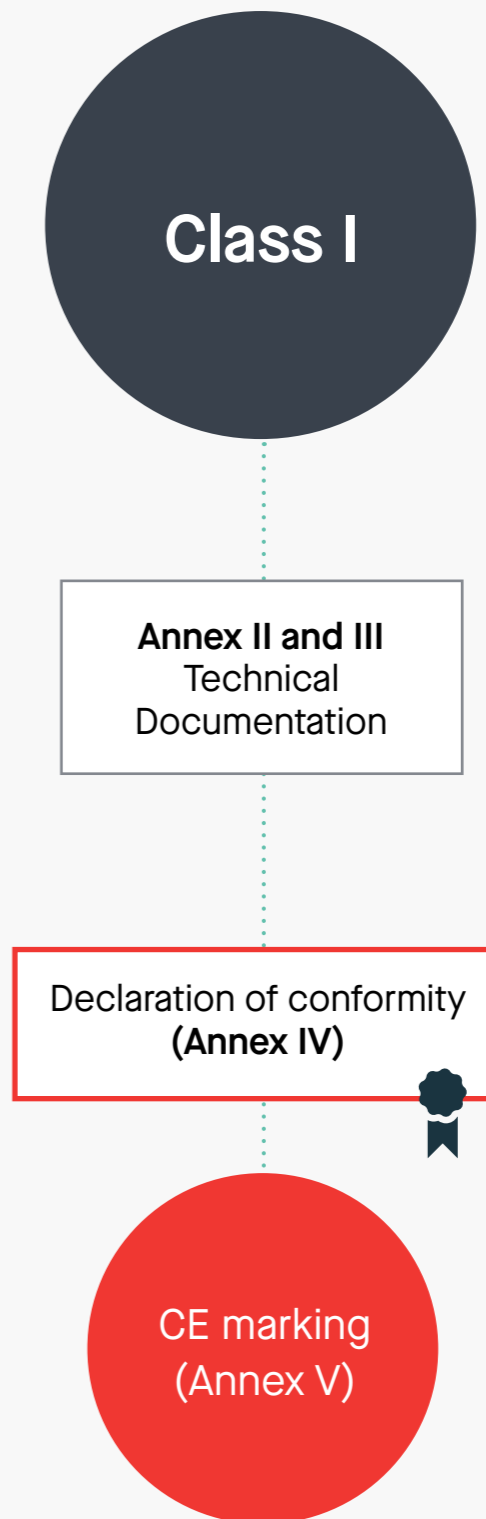 Class I
Annex II and III
Technical
Documentation
Declaration of conformity
(Annex IV)
CE marking
(Annex V)